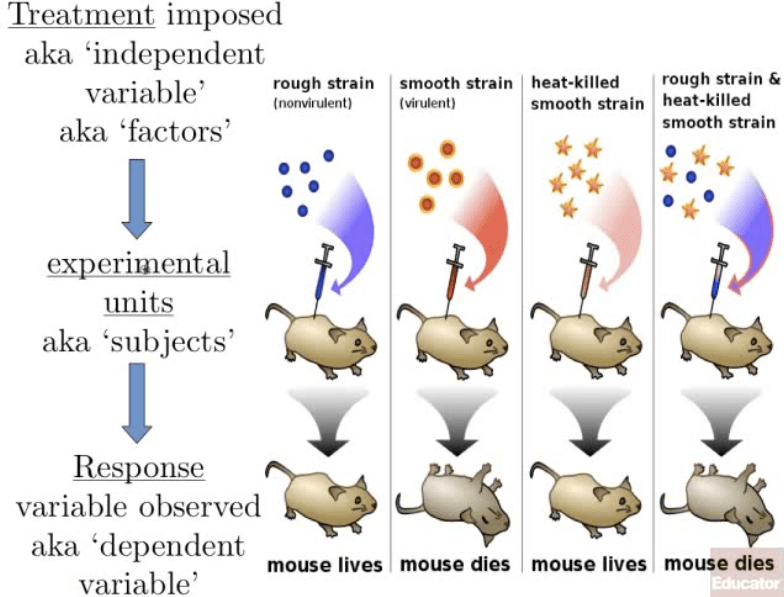 Treatment imposed
aka ‘independent
variable’
aka ‘factors’
experimental
units
aka ‘subjects’
Response
variable observed
aka ‘dependent
variable’
rough strain
(nonvirulent)
smooth strain
(virulent)
heat-killed
smooth strain
rough strain &
heat-killed
smooth strain
mouse lives
mouse dies
mouse lives
mouse dies
Educator